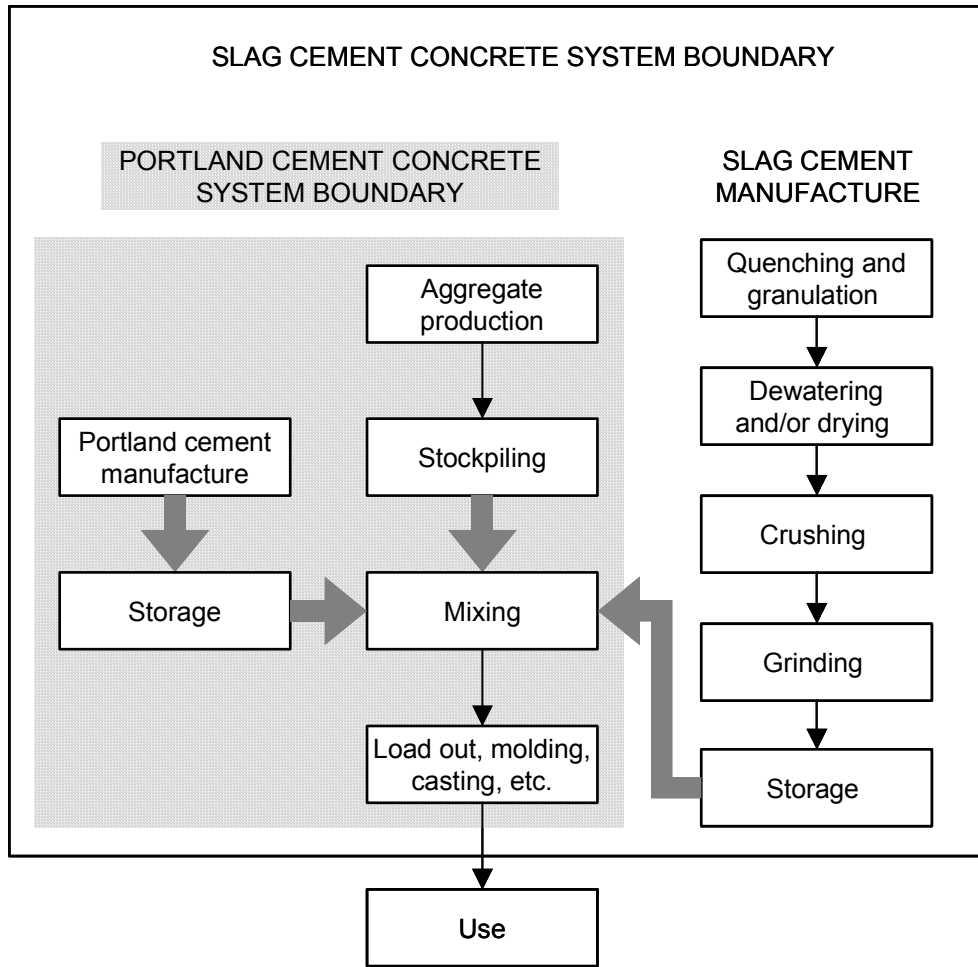 SLAG CEMENT CONCRETE SYSTEM BOUNDARY
PORTLAND CEMENT CONCRETE
SYSTEM BOUNDARY
SLAG CEMENT
MANUFACTURE
Aggregate
production
Quenching and
granulation
Portland cement
manufacture
Stockpiling
Dewatering
and/or drying
Crushing
Storage
Mixing
Grinding
Load out, molding,
casting, etc.
Storage
Use